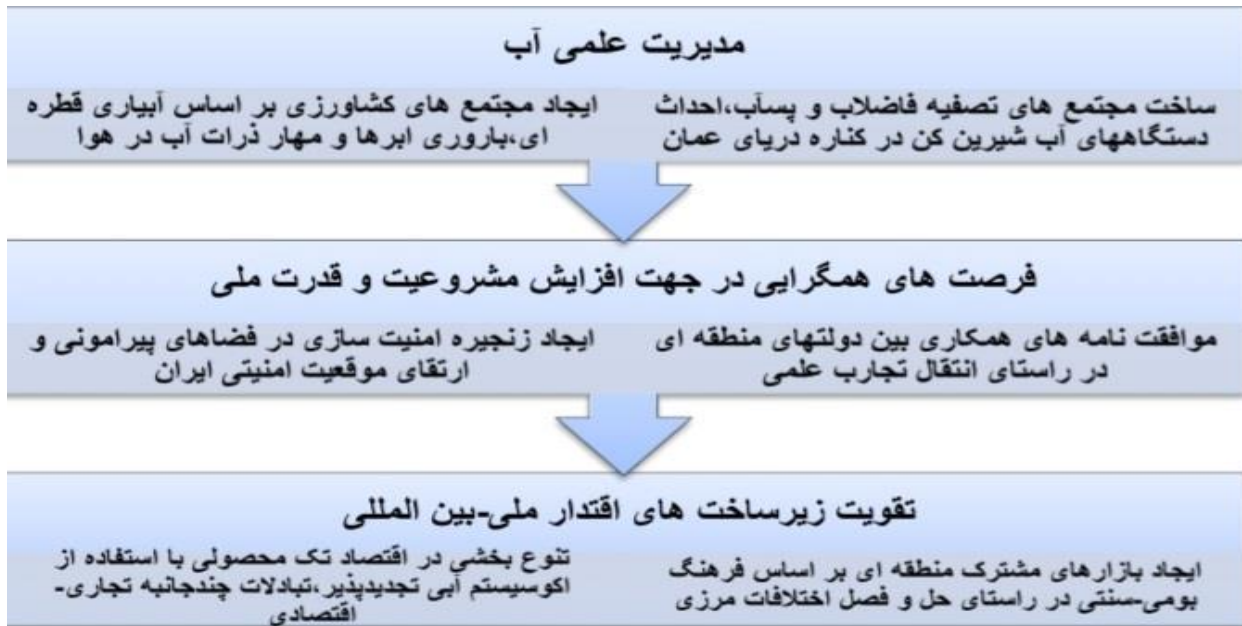 مدیریت علمی آب
ساخت مجتمع های تصفیه فاضلاب و پسآب،احداث
دستگاههای آب شیرین کن در کناره دریای عمان
ایجاد مجتمع های کشاورزی بر اساس آبیاری قطره
ای،باروری ابرها و مهار ذرات آب در هوا
فرصت های همگرایی در جهت افزایش مشروعیت و قدرت ملی
موافقت نامه های همکاری بین دولتهای منطقه ای
در راستای انتقال تجارب علمی
ایجاد زنجیره امنیت سازی در فضاهای پیرامونی و
ارتقای موقعیت امنیتی ایران
تقویت زیرساخت های اقتدار ملی-بین المللی
ایجاد بازارهای مشترک منطقه ای بر اساس فرهنگ
بومی-سنتی در راستای حل و فصل اختلافات مرزی
تنوع بخشی در اقتصاد تک محصولی با استفاده از
اکوسیستم آبی تجدیدپذیر،تبادلات چندجانبه تجاری-
اقتصادی